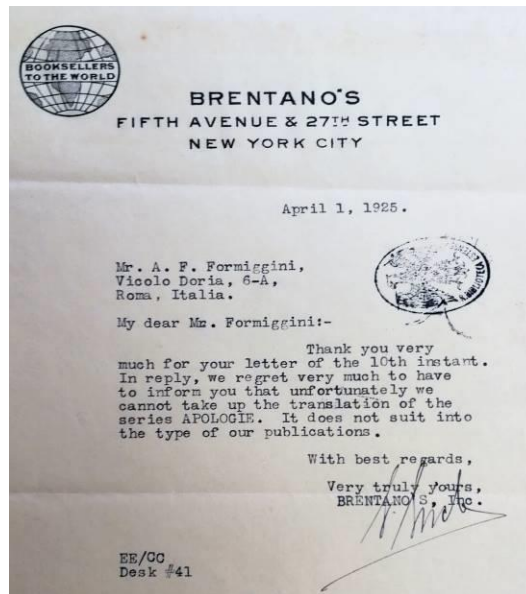 BOOKSELLERS
TO THE WORLD
BRENTANO'S
FIFTH AVENUE & 27TH STREET
NEW YORK CITY
April 1, 1925.
Mr. A. F. Formiggini,
Vicolo Doria, 6-A,
Roma, Italia.
My dear Mr. Formiggini:-
Thank you very
much for your letter of the 10th instant.
In reply, we regret very much to have
to inform you that unfortunately we
cannot take up the translation of the
series APOLOGIE. It does not suit into
the type of our publications.
With best regards,
Very truly yours,
BRENTANO'S, Inc.
EE/CC
Desk #41